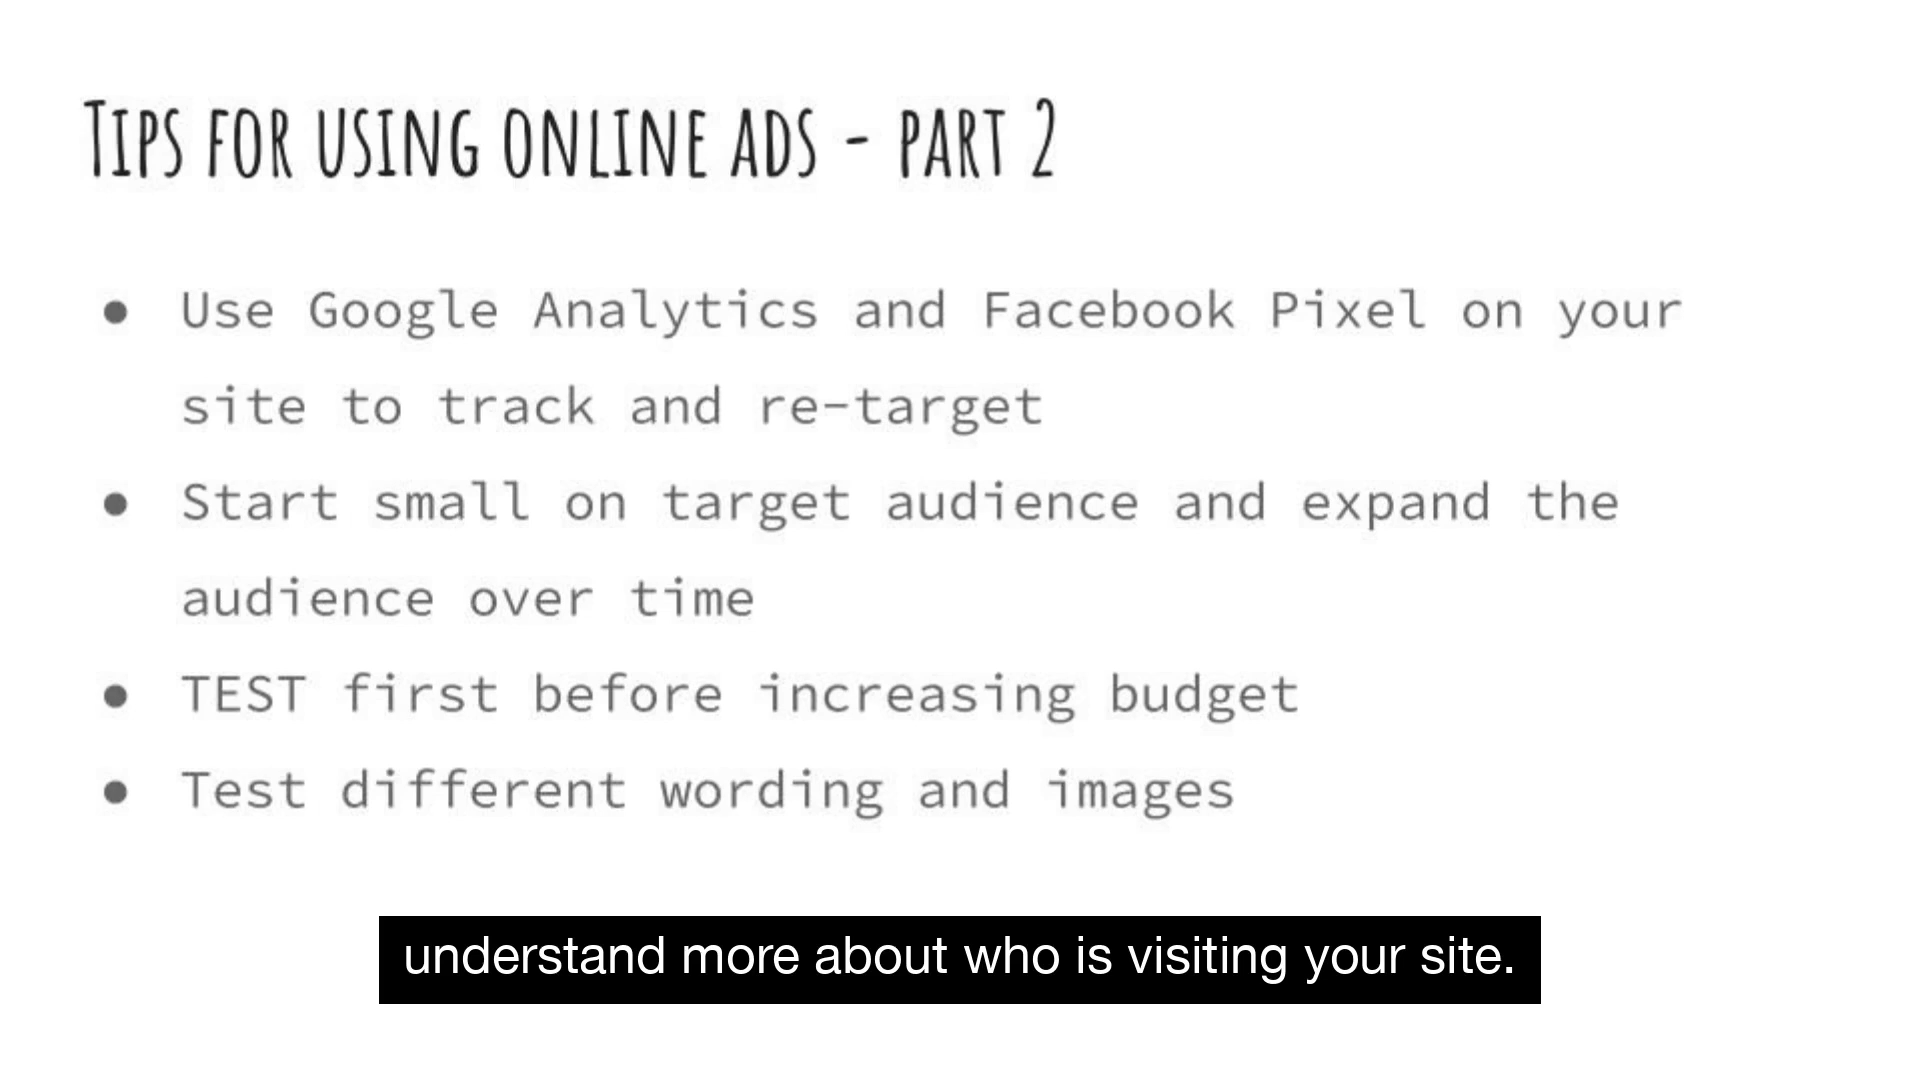 Tips for using online ads - part 2
● Use Google Analytics and Facebook Pixel on your
site to track and re-target
● Start small on target audience and expand the
audience over time
● TEST first before increasing budget
● Test different wording and images
understand more about who is visiting your site.